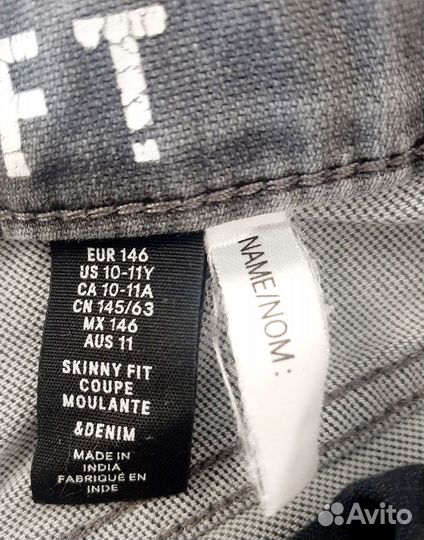 FT
EUR 146
US 10-11Y
CA 10-11A
CN 145/63
MX 146
AUS 11
SKINNY FIT
COUPE
MOULANTE
&DENIM
MADE IN
INDIA
FABRIQUÉ EN
INDE
NAME/NOM:
Avito